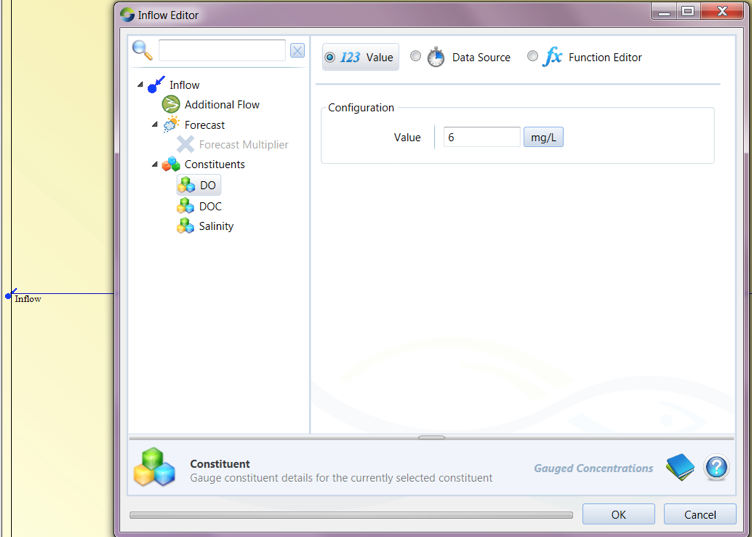 Inflow Editor
123 Value Data Source fx Function Editor
Inflow
Additional Flow
Forecast
Forecast Multiplier
Constituents
DO
DOC
Salinity
Configuration
Value 6 mg/L
Inflow
Constituent
Gauge constituent details for the currently selected constituent
Gauged Concentrations
?
OK Cancel